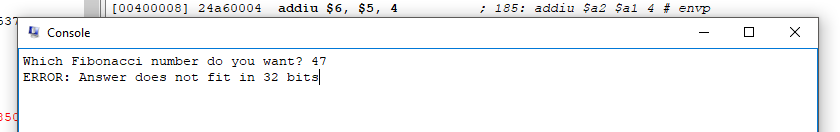 [00400008] 24a60004 addiu $6, $5, 4 ; 185: addiu $a2 $a1 4 # envp
Console
Which Fibonacci number do you want? 47
ERROR: Answer does not fit in 32 bits